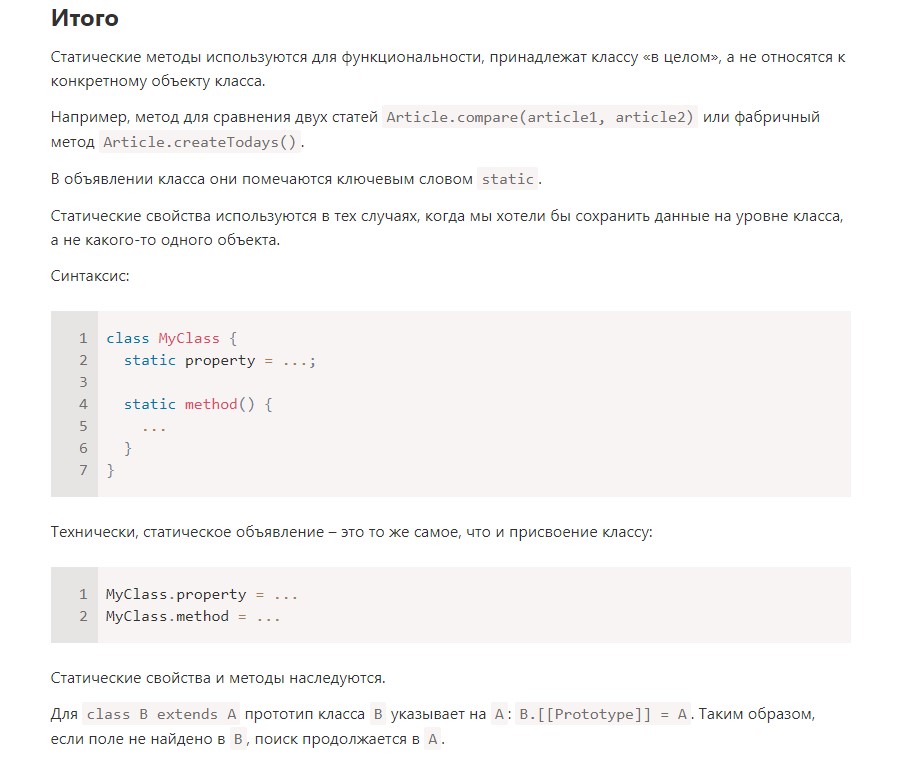 Итого
Статические методы используются для функциональности, принадлежат классу «в целом», а не относятся к
конкретному объекту класса.
Например, метод для сравнения двух статей Article.compare(article1, article2) или фабричный
метод Article.createTodays().
В объявлении класса они помечаются ключевым словом static.
Статические свойства используются в тех случаях, когда мы хотели бы сохранить данные на уровне класса,
а не какого-то одного объекта.
Синтаксис:
1 class MyClass {
2   static property = ...;
3
4   static method() {
5     ...
6   }
7 }
Технически, статическое объявление – это то же самое, что и присвоение классу:
1 MyClass.property = ...
2 MyClass.method = ...
Статические свойства и методы наследуются.
Для class B extends A прототип класса B указывает на A: B.[[Prototype]] = A. Таким образом,
если поле не найдено в B, поиск продолжается в A.